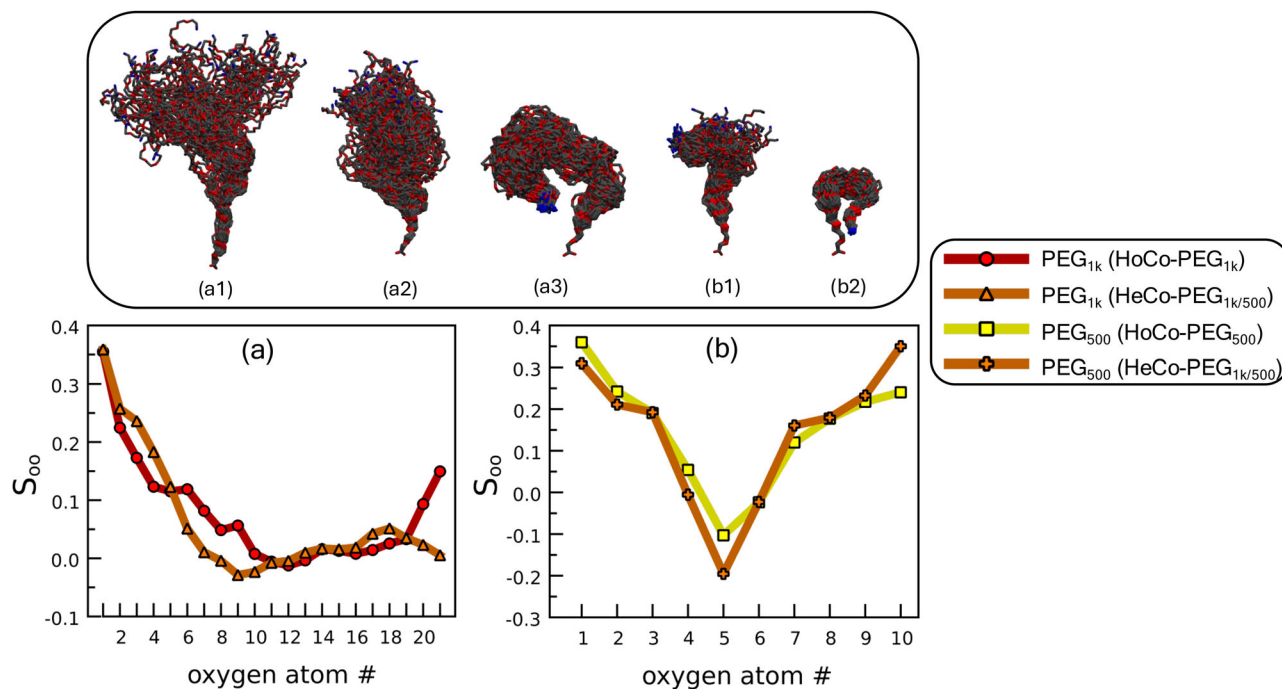 (a1) (a2) (a3) (b1) (b2)
PEG1k (HoCo-PEG1k)
PEG1k (HeCo-PEG1k/500)
PEG500 (HoCo-PEG500)
PEG500 (HeCo-PEG1k/500)
(a)
0.4
0.3
0.2
0.1
0.0
-0.1
Soo
2 4 6 8 10 12 14 16 18 20
oxygen atom #
(b)
0.4
0.3
0.2
0.1
0.0
-0.1
-0.2
-0.3
Soo
1 2 3 4 5 6 7 8 9 10
oxygen atom #